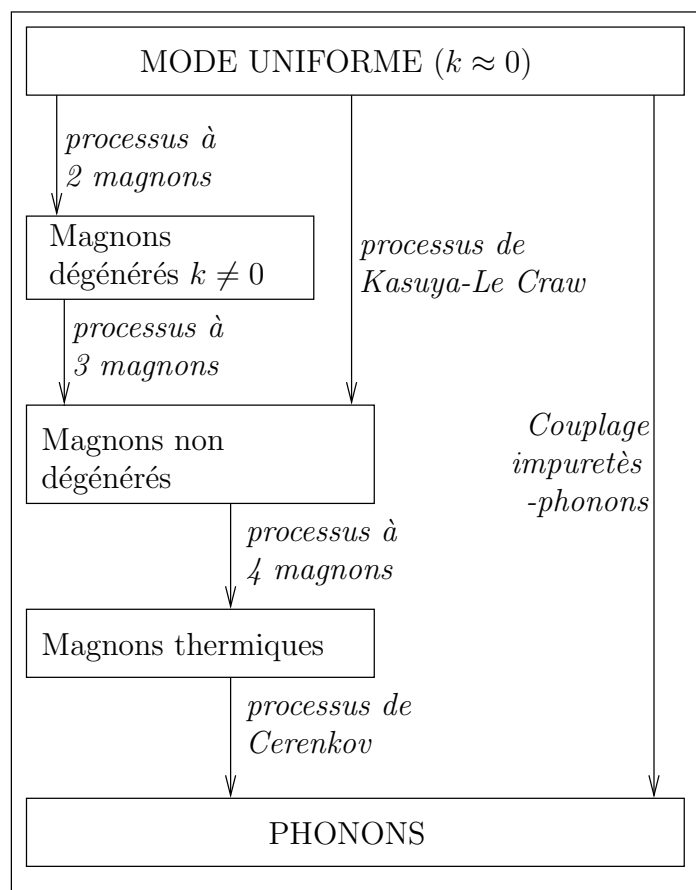 MODE UNIFORME (k ≈ 0)
processus à
2 magnons
Magnons
dégénérés k ≠ 0
processus de
Kasuya-Le Craw
processus à
3 magnons
Magnons non
dégénérés
Couplage
impuretès
-phonons
processus à
4 magnons
Magnons thermiques
processus de
Cerenkov
PHONONS